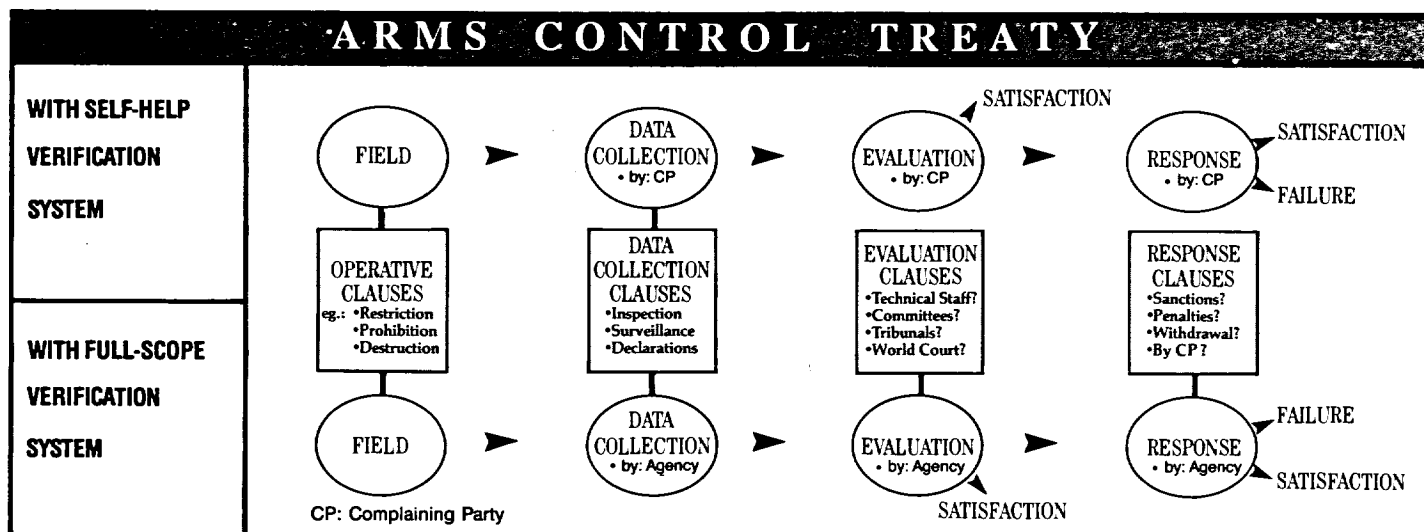 ARMS CONTROL TREATY
WITH SELF-HELP
VERIFICATION
SYSTEM
FIELD
DATA
COLLECTION
• by: CP
EVALUATION
• by: CP
SATISFACTION
RESPONSE
• by: CP
SATISFACTION
FAILURE
OPERATIVE
CLAUSES
eg.: •Restriction
•Prohibition
•Destruction
DATA
COLLECTION
CLAUSES
•Inspection
•Surveillance
•Declarations
EVALUATION
CLAUSES
•Technical Staff?
•Committees?
•Tribunals?
•World Court?
RESPONSE
CLAUSES
•Sanctions?
•Penalties?
•Withdrawal?
•By CP ?
WITH FULL-SCOPE
VERIFICATION
SYSTEM
FIELD
DATA
COLLECTION
• by: Agency
EVALUATION
• by: Agency
SATISFACTION
RESPONSE
• by: Agency
FAILURE
SATISFACTION
CP: Complaining Party